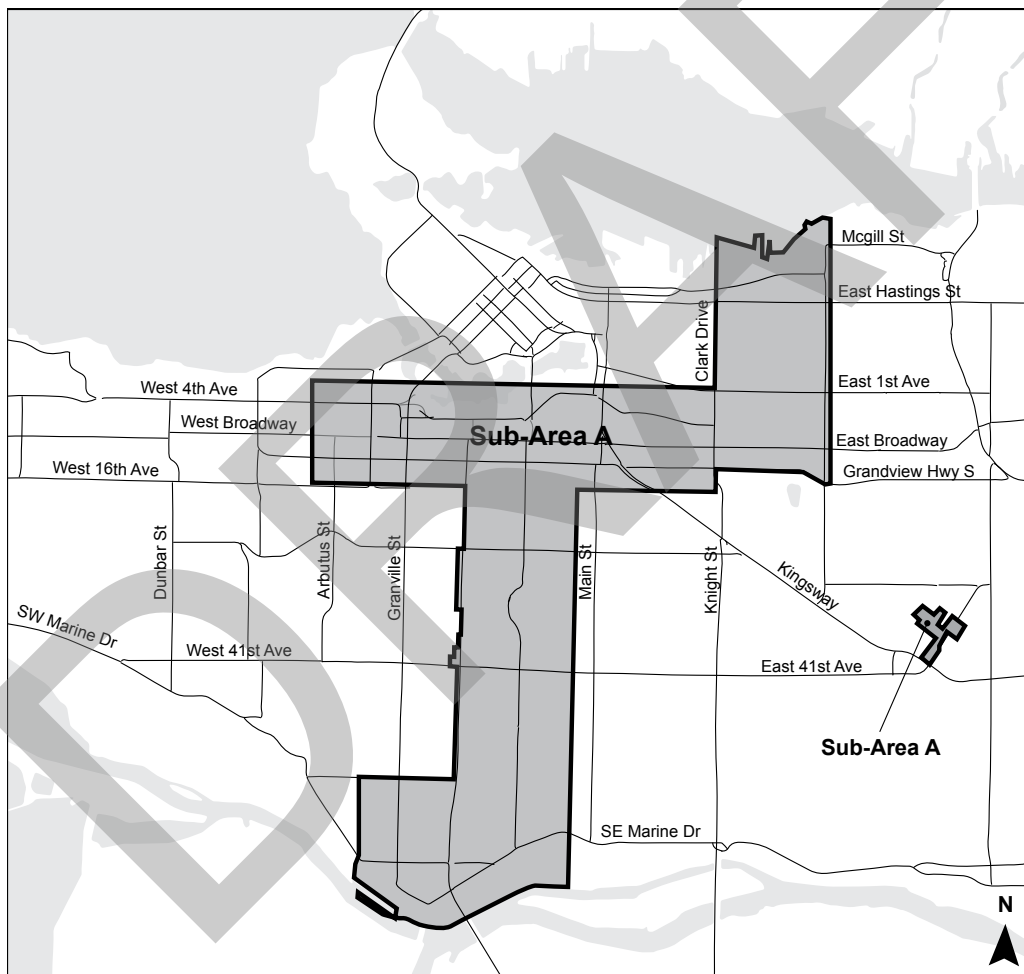 DRAFT
Mcgill St
East Hastings St
Clark Drive
West 4th Ave
East 1st Ave
West Broadway
Sub-Area A
East Broadway
West 16th Ave
Grandview Hwy S
Dunbar St
Arbutus St
Granville St
Main St
Knight St
Kingsway
SW Marine Dr
West 41st Ave
East 41st Ave
Sub-Area A
SE Marine Dr
N